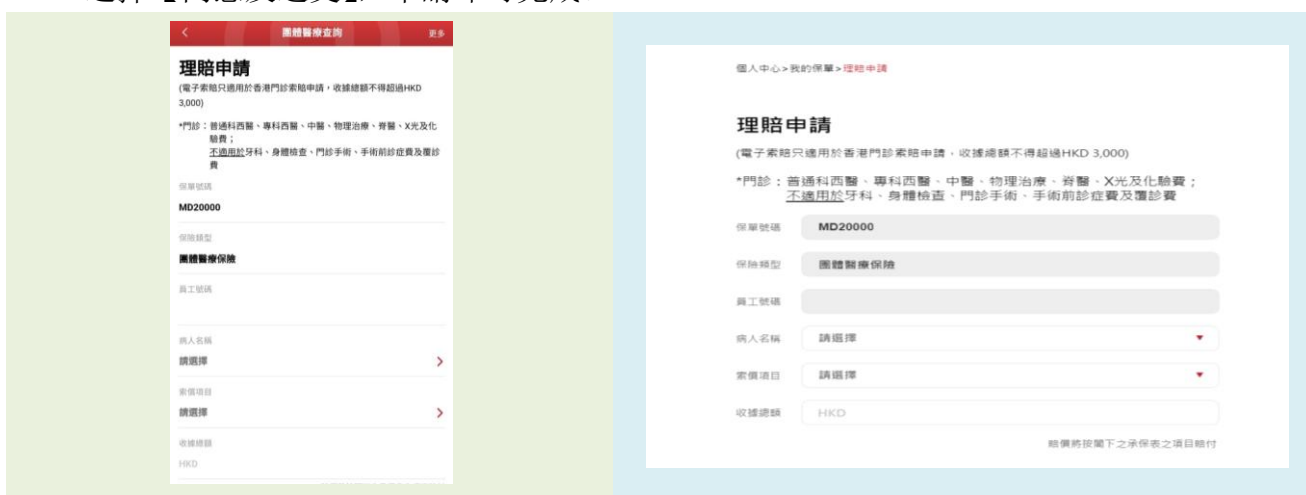 團體醫療查詢 更多
理賠申請
(電子索賠只適用於香港門診索賠申請，收據總額不得超過HKD
3,000)
*門診：普通科西醫、專科西醫、中醫、物理治療、脊醫、X光及化
驗費；
不適用於牙科、身體檢查、門診手術、手術前診症費及覆診
費
保單號碼
MD20000
保險類型
團體醫療保險
員工號碼
病人名稱
請選擇
索償項目
請選擇
收據總額
HKD
個人中心>我的保單>理賠申請
理賠申請
(電子索賠只適用於香港門診索賠申請，收據總額不得超過HKD 3,000)
*門診：普通科西醫、專科西醫、中醫、物理治療、脊醫、X光及化驗費；
不適用於牙科、身體檢查、門診手術、手術前診症費及覆診費
保單號碼 MD20000
保險類型 團體醫療保險
員工號碼
病人名稱 請選擇
索償項目 請選擇
收據總額 HKD
賠償將按閣下之承保表之項目賠付